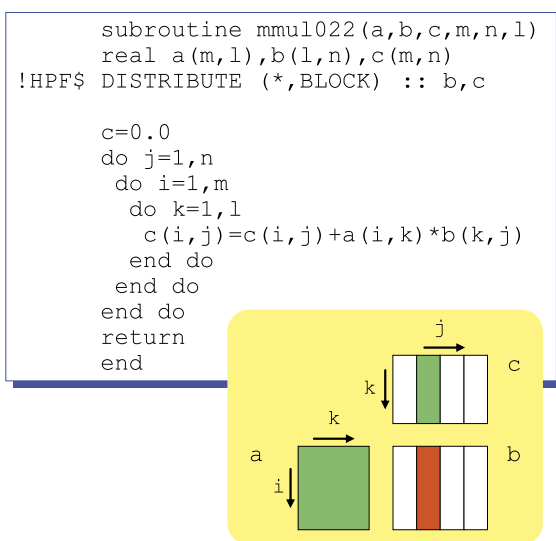 subroutine mmul022(a,b,c,m,n,l)
real a(m,l),b(l,n),c(m,n)
!HPF$ DISTRIBUTE (*,BLOCK) :: b,c
c=0.0
do j=1,n
do i=1,m
do k=1,l
c(i,j)=c(i,j)+a(i,k)*b(k,j)
end do
end do
end do
return
end
j
c
k
k
a
b
i